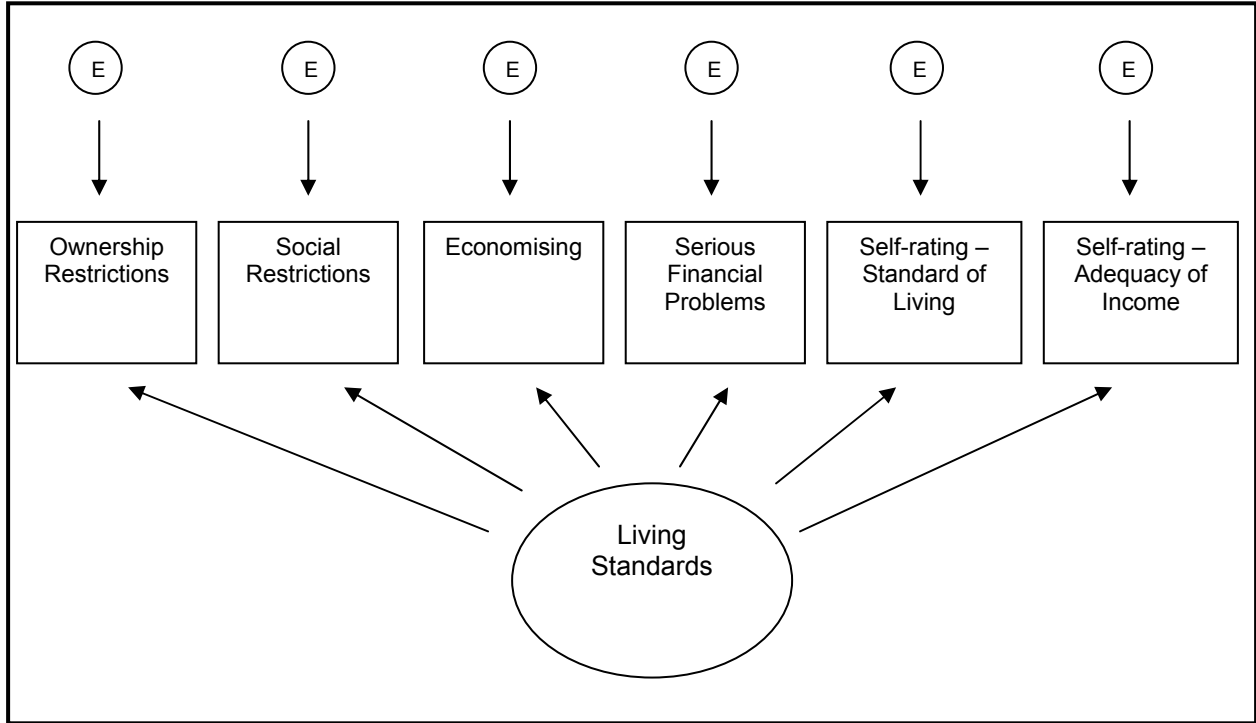 E
E
E
E
E
E
Ownership
Restrictions
Social
Restrictions
Economising
Serious
Financial
Problems
Self-rating –
Standard of
Living
Self-rating –
Adequacy of
Income
Living
Standards